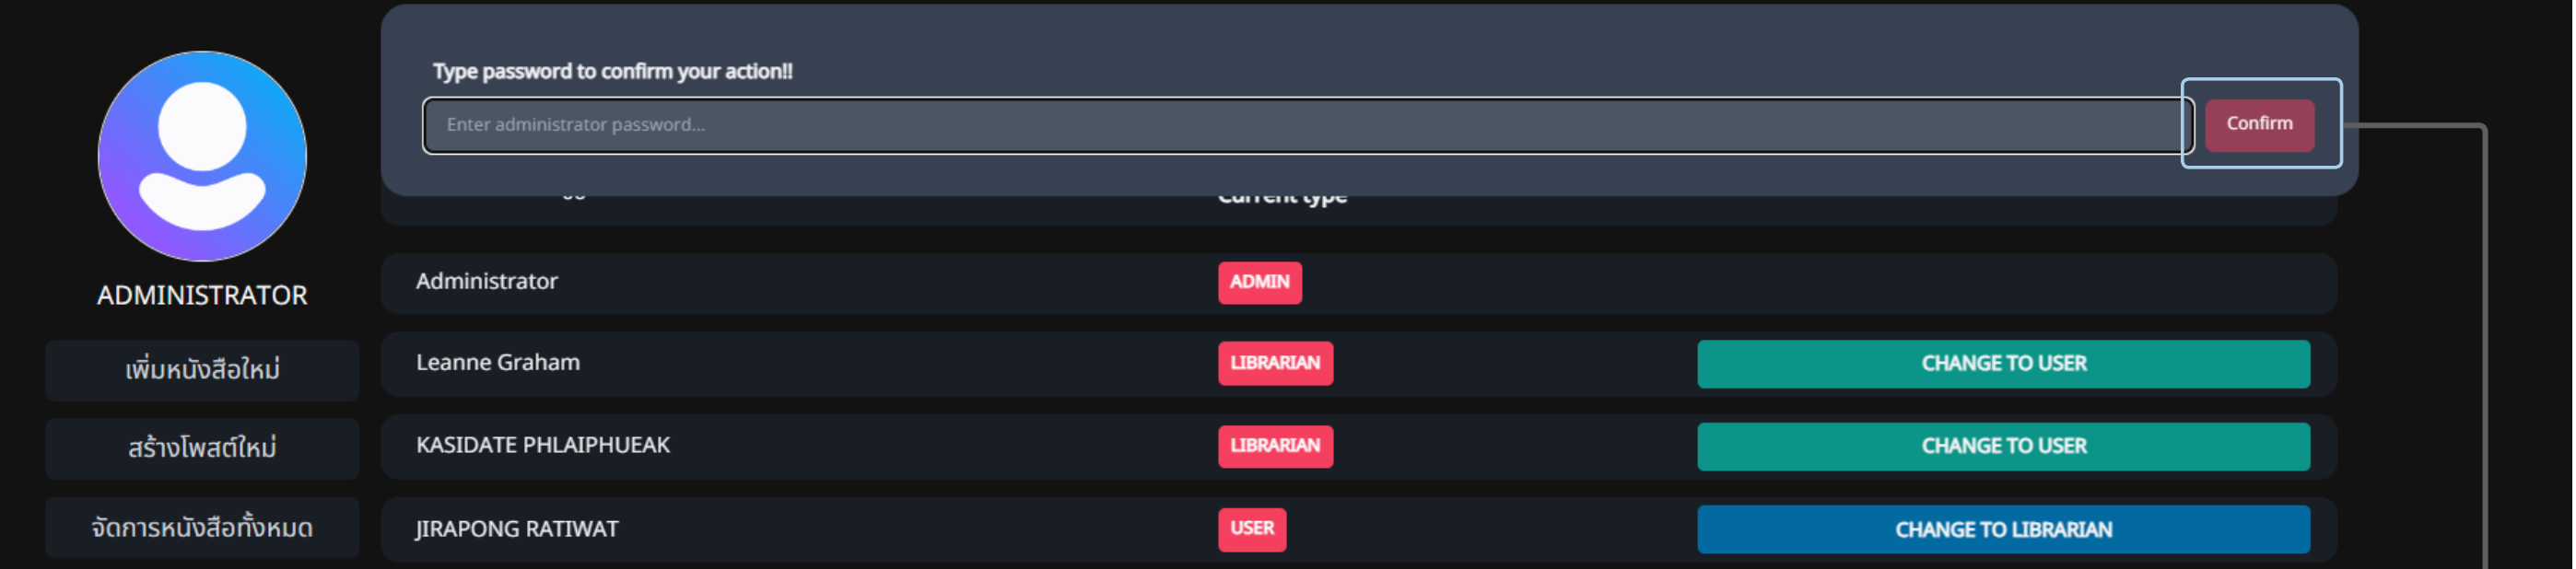 Type password to confirm your action!!
Enter administrator password...
Confirm
Current type
ADMINISTRATOR
Administrator
ADMIN
Leanne Graham
LIBRARIAN
CHANGE TO USER
เพิ่มหนังสือใหม่
KASIDATE PHLAIPHUEAK
LIBRARIAN
CHANGE TO USER
สร้างโพสต์ใหม่
JIRAPONG RATIWAT
USER
CHANGE TO LIBRARIAN
จัดการหนังสือทั้งหมด